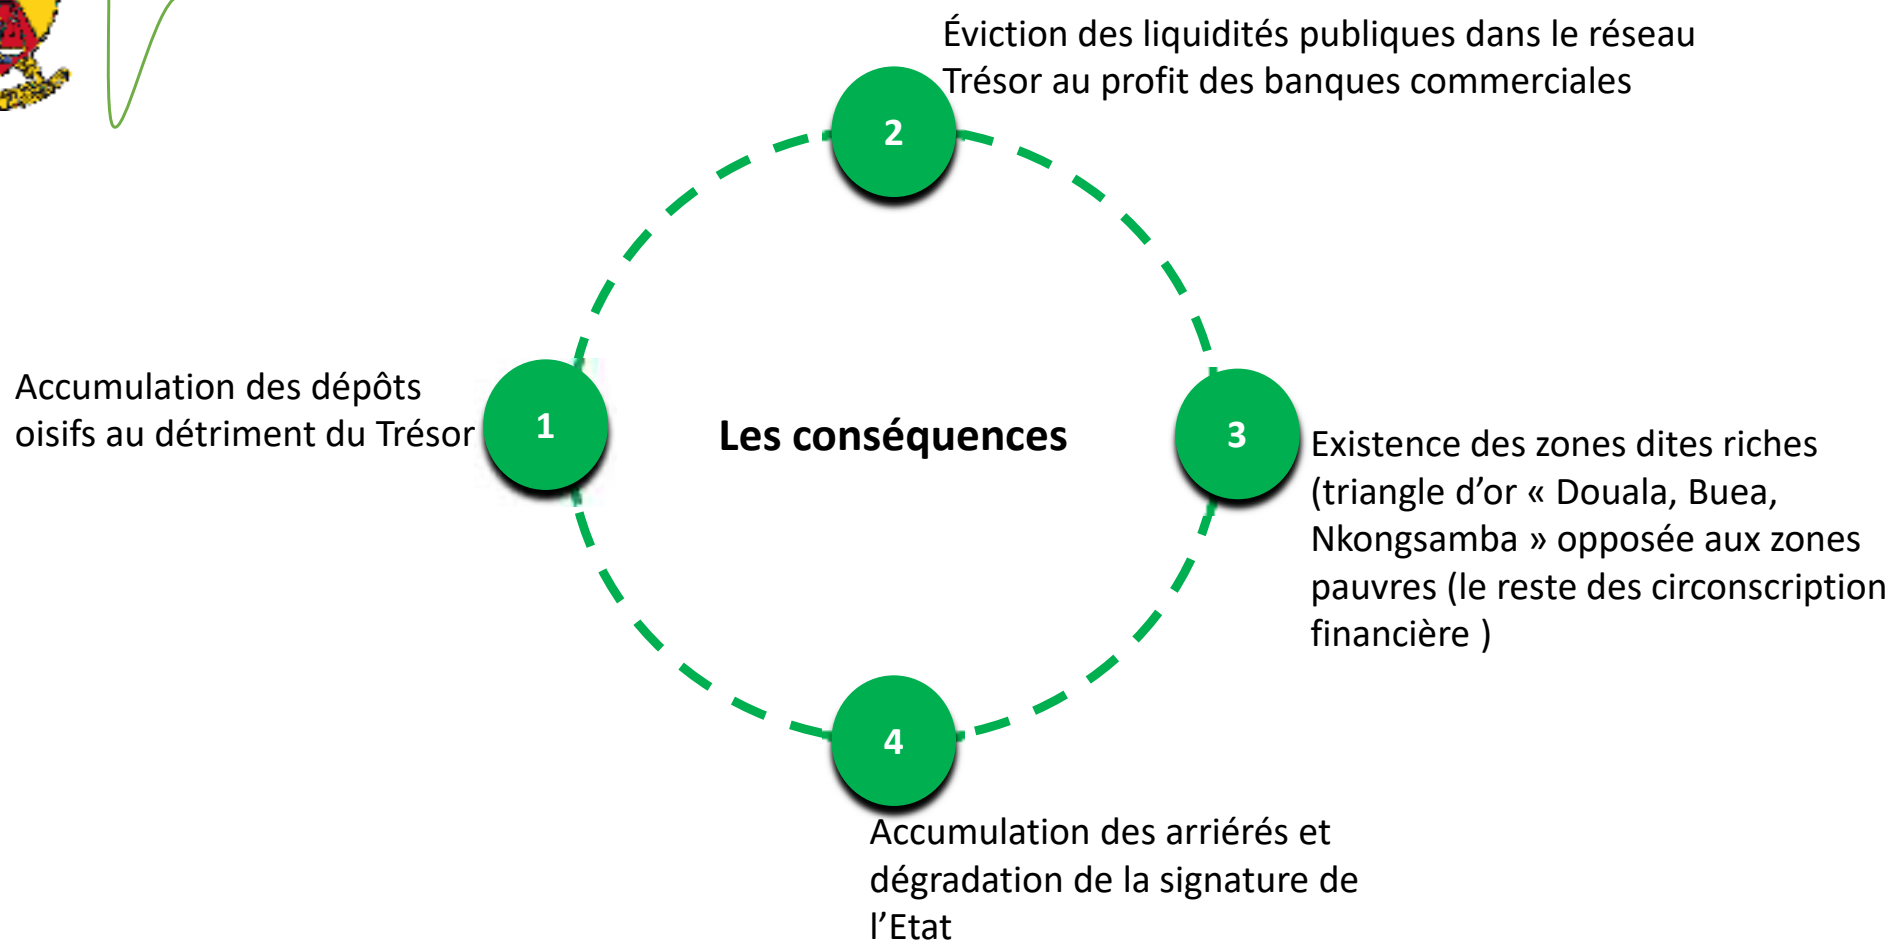 Éviction des liquidités publiques dans le réseau
Trésor au profit des banques commerciales
2
Accumulation des dépôts
oisifs au détriment du Trésor
1
Les conséquences
3
Existence des zones dites riches
(triangle d’or « Douala, Buea,
Nkongsamba » opposée aux zones
pauvres (le reste des circonscription
financière )
4
Accumulation des arriérés et
dégradation de la signature de
l’Etat